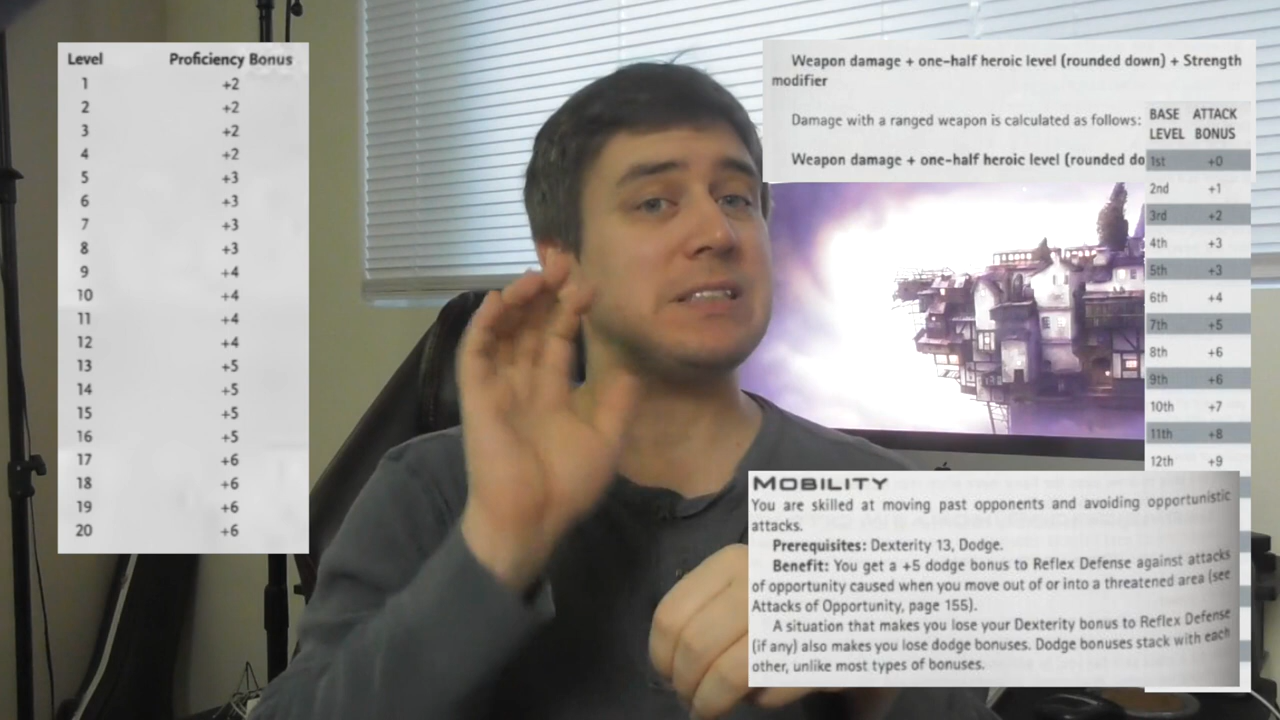 Level Proficiency Bonus
1 +2
2 +2
3 +2
4 +2
5 +3
6 +3
7 +3
8 +3
9 +4
10 +4
11 +4
12 +4
13 +5
14 +5
15 +5
16 +5
17 +6
18 +6
19 +6
20 +6
Weapon damage + one-half heroic level (rounded down) + Strength
modifier
Damage with a ranged weapon is calculated as follows:
Weapon damage + one-half heroic level (rounded do
BASE ATTACK
LEVEL BONUS
1st +0
2nd +1
3rd +2
4th +3
5th +3
6th +4
7th +5
8th +6
9th +6
10th +7
11th +8
12th +9
MOBILITY
You are skilled at moving past opponents and avoiding opportunistic
attacks.
Prerequisites: Dexterity 13, Dodge.
Benefit: You get a +5 dodge bonus to Reflex Defense against attacks
of opportunity caused when you move out of or into a threatened area (see
Attacks of Opportunity, page 155).
A situation that makes you lose your Dexterity bonus to Reflex Defense
(if any) also makes you lose dodge bonuses. Dodge bonuses stack with each
other, unlike most types of bonuses.